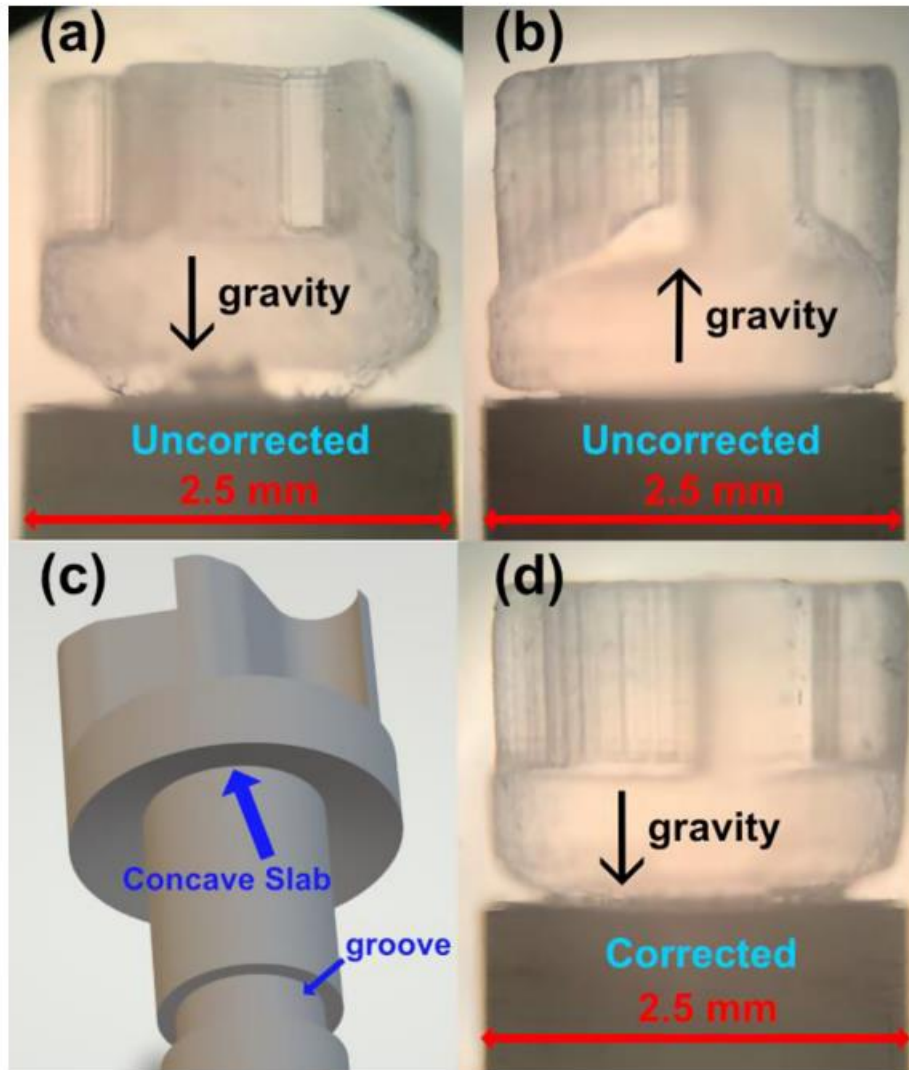 (a)
gravity
Uncorrected
2.5 mm
(b)
gravity
Uncorrected
2.5 mm
(c)
Concave Slab
groove
(d)
gravity
Corrected
2.5 mm